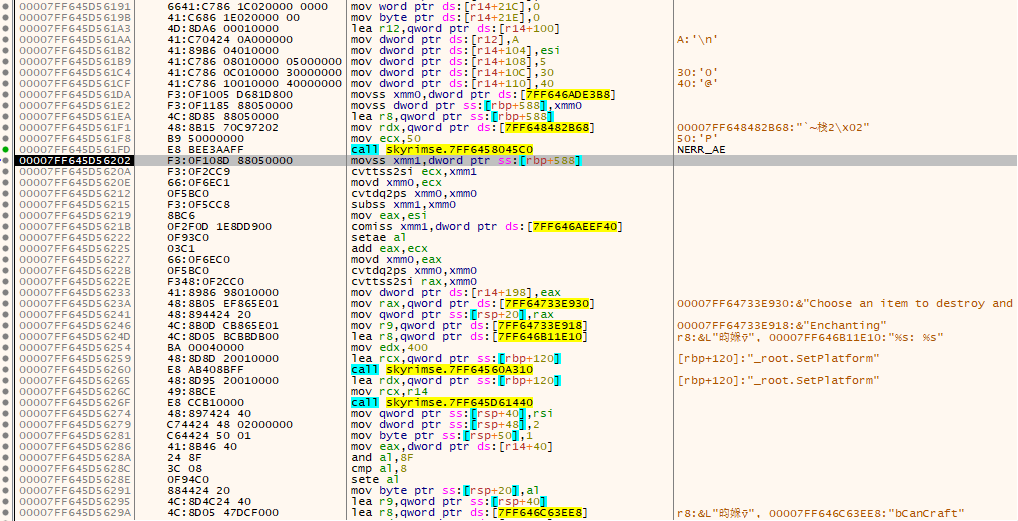 00007FF645D56191 6641:C786 1C020000 0000 mov word ptr ds:[r14+21C],0
00007FF645D5619B 41:C686 1E020000 00 mov byte ptr ds:[r14+21E],0
00007FF645D561A3 4D:8DA6 00010000 lea r12,qword ptr ds:[r14+100]
00007FF645D561AA 41:C70424 0A000000 mov dword ptr ds:[r12],A A:'\n'
00007FF645D561B2 41:89B6 04010000 mov dword ptr ds:[r14+104],esi
00007FF645D561B9 41:C786 08010000 05000000 mov dword ptr ds:[r14+108],5
00007FF645D561C4 41:C786 0C010000 30000000 mov dword ptr ds:[r14+10C],30 30:'0'
00007FF645D561CF 41:C786 10010000 40000000 mov dword ptr ds:[r14+110],40 40:'@'
00007FF645D561DA F3:0F1005 D681D800 movss xmm0,dword ptr ds:[7FF646ADE3B8]
00007FF645D561E2 F3:0F1185 88050000 movss dword ptr ss:[rbp+588],xmm0
00007FF645D561EA 4C:8D85 88050000 lea r8,qword ptr ss:[rbp+588]
00007FF645D561F1 48:8B15 70C97202 mov rdx,qword ptr ds:[7FF648482B68] 00007FF648482B68:"`~栈2\x02"
00007FF645D561F8 B9 50000000 mov ecx,50 50:'P'
00007FF645D561FD E8 BEE3AAFF call skyrimse.7FF6458045C0 NERR_AE
00007FF645D56202 F3:0F108D 88050000 movss xmm1,dword ptr ss:[rbp+588]
00007FF645D5620A F3:0F2CC9 cvttss2si ecx,xmm1
00007FF645D5620E 66:0F6EC1 movd xmm0,ecx
00007FF645D56212 0F5BC0 cvtdq2ps xmm0,xmm0
00007FF645D56215 F3:0F5CC8 subss xmm1,xmm0
00007FF645D56219 8BC6 mov eax,esi
00007FF645D5621B 0F2F0D 1E8DD900 comiss xmm1,dword ptr ds:[7FF646AEEF40]
00007FF645D56222 0F93C0 setae al
00007FF645D56225 03C1 add eax,ecx
00007FF645D56227 66:0F6EC0 movd xmm0,eax
00007FF645D5622B 0F5BC0 cvtdq2ps xmm0,xmm0
00007FF645D5622E F348:0F2CC0 cvttss2si rax,xmm0
00007FF645D56233 41:8986 98010000 mov dword ptr ds:[r14+198],eax
00007FF645D5623A 48:8B05 EF865E01 mov rax,qword ptr ds:[7FF64733E930] 00007FF64733E930:&"Choose an item to destroy and
00007FF645D56241 48:894424 20 mov qword ptr ss:[rsp+20],rax
00007FF645D56246 4C:8B0D CB865E01 mov r9,qword ptr ds:[7FF64733E918] 00007FF64733E918:&"Enchanting"
00007FF645D5624D 4C:8D05 BCBBDB00 lea r8,qword ptr ds:[7FF646B11E10] 00007FF646B11E10:"%s: %s"
00007FF645D56254 BA 00040000 mov edx,400
00007FF645D56259 48:8D8D 20010000 lea rcx,qword ptr ss:[rbp+120] [rbp+120]:"_root.SetPlatform"
00007FF645D56260 E8 AB408BFF call skyrimse.7FF64560A310
00007FF645D56265 48:8D95 20010000 lea rdx,qword ptr ss:[rbp+120] [rbp+120]:"_root.SetPlatform"
00007FF645D5626C 49:8BCE mov rcx,r14
00007FF645D5626F E8 CCB10000 call skyrimse.7FF645D61440
00007FF645D56274 48:897424 40 mov qword ptr ss:[rsp+40],rsi
00007FF645D56279 C74424 48 02000000 mov dword ptr ss:[rsp+48],2
00007FF645D56281 C64424 50 01 mov byte ptr ss:[rsp+50],1
00007FF645D56286 41:8B46 40 mov eax,dword ptr ds:[r14+40]
00007FF645D5628A 24 8F and al,8F
00007FF645D5628C 3C 08 cmp al,8
00007FF645D5628E 0F94C0 sete al
00007FF645D56291 884424 20 mov byte ptr ss:[rsp+20],al
00007FF645D56295 4C:8D4C24 40 lea r9,qword ptr ss:[rsp+40]
00007FF645D5629A 4C:8D05 47DCF000 lea r8,qword ptr ds:[7FF646C63EE8] 00007FF646C63EE8:"bCanCraft"